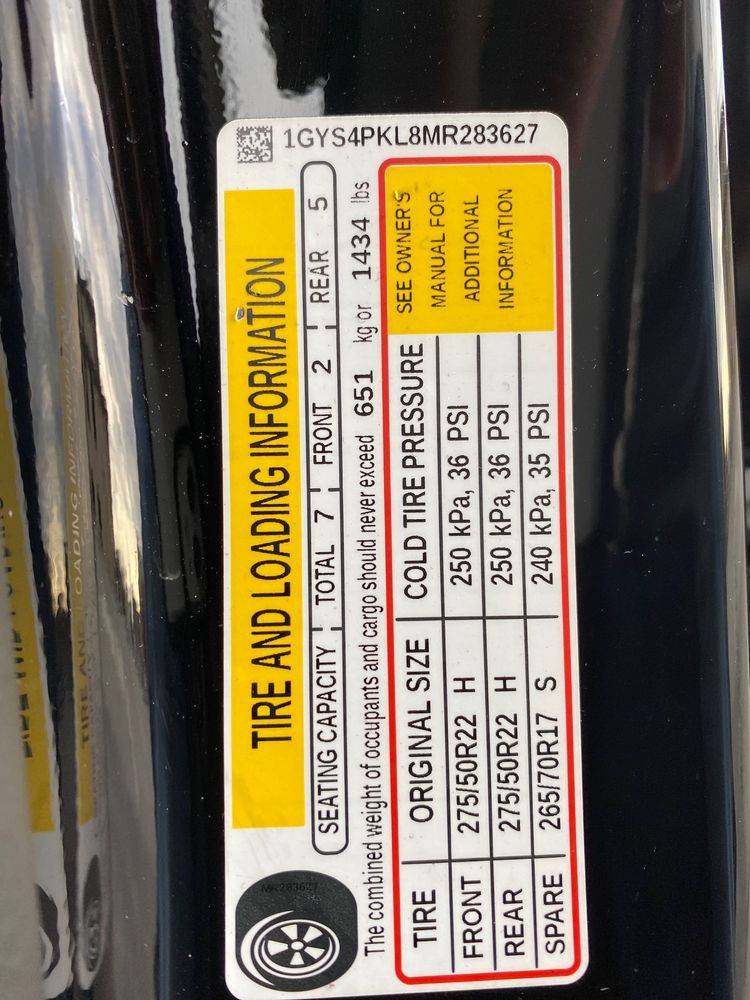 1GYS4PKL8MR283627
TIRE AND LOADING INFORMATION
SEATING CAPACITY TOTAL 7 FRONT 2 REAR 5
The combined weight of occupants and cargo should never exceed 651 kg or 1434 lbs
TIRE ORIGINAL SIZE COLD TIRE PRESSURE
FRONT 275/50R22 H 250 kPa, 36 PSI
REAR 275/50R22 H 250 kPa, 36 PSI
SPARE 265/70R17 S 240 kPa, 35 PSI
SEE OWNER'S
MANUAL FOR
ADDITIONAL
INFORMATION
MR283627